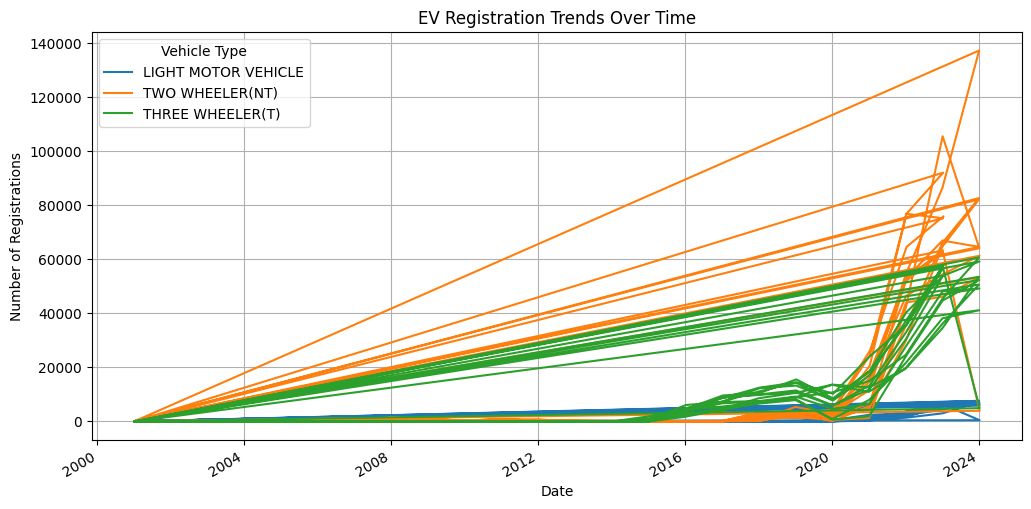 EV Registration Trends Over Time
Number of Registrations
140000
120000
100000
80000
60000
40000
20000
0
Vehicle Type
LIGHT MOTOR VEHICLE
TWO WHEELER(NT)
THREE WHEELER(T)
2000
2004
2008
2012
2016
2020
2024
Date